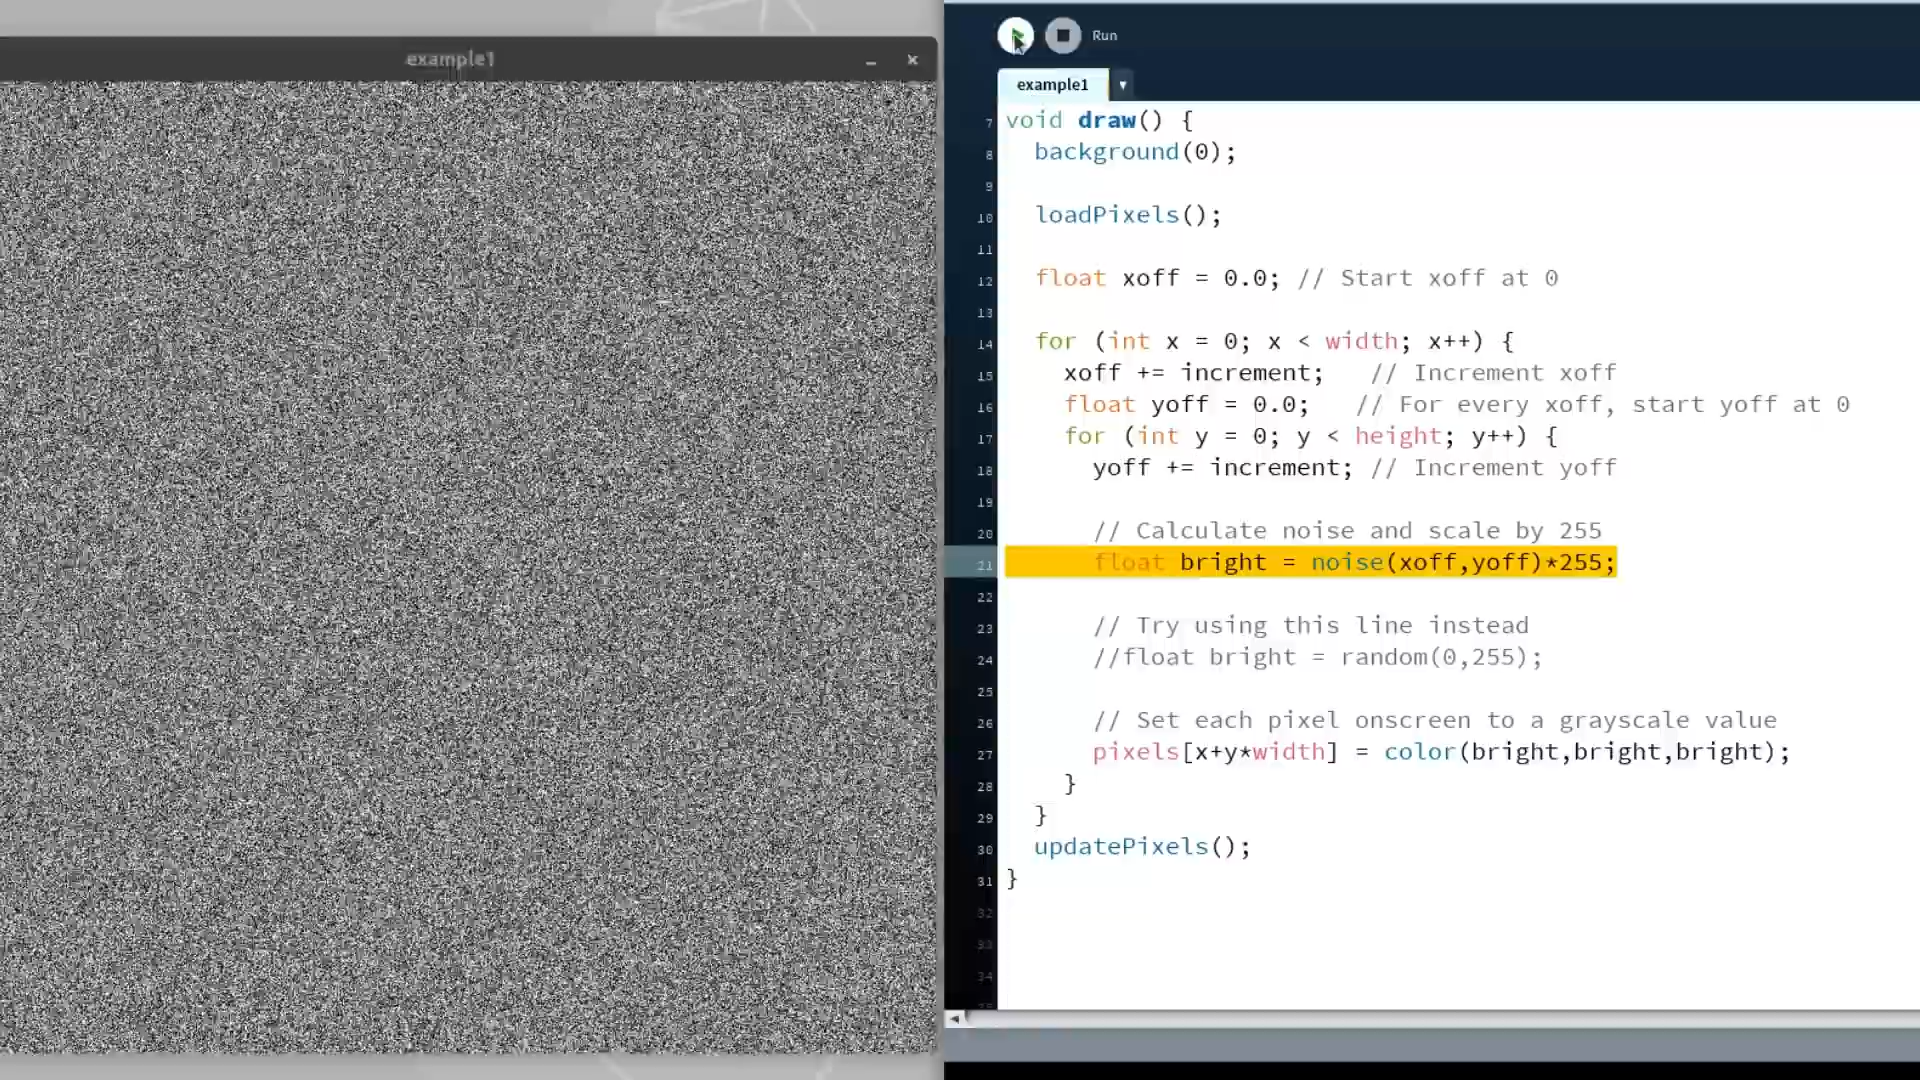 example1
Run
example1
7 void draw() {
8 background(0);
9
10 loadPixels();
11
12 float xoff = 0.0; // Start xoff at 0
13
14 for (int x = 0; x < width; x++) {
15 xoff += increment; // Increment xoff
16 float yoff = 0.0; // For every xoff, start yoff at 0
17 for (int y = 0; y < height; y++) {
18 yoff += increment; // Increment yoff
19
20 // Calculate noise and scale by 255
21 float bright = noise(xoff,yoff)*255;
22
23 // Try using this line instead
24 //float bright = random(0,255);
25
26 // Set each pixel onscreen to a grayscale value
27 pixels[x+y*width] = color(bright,bright,bright);
28 }
29 }
30 updatePixels();
31 }
32
33
34